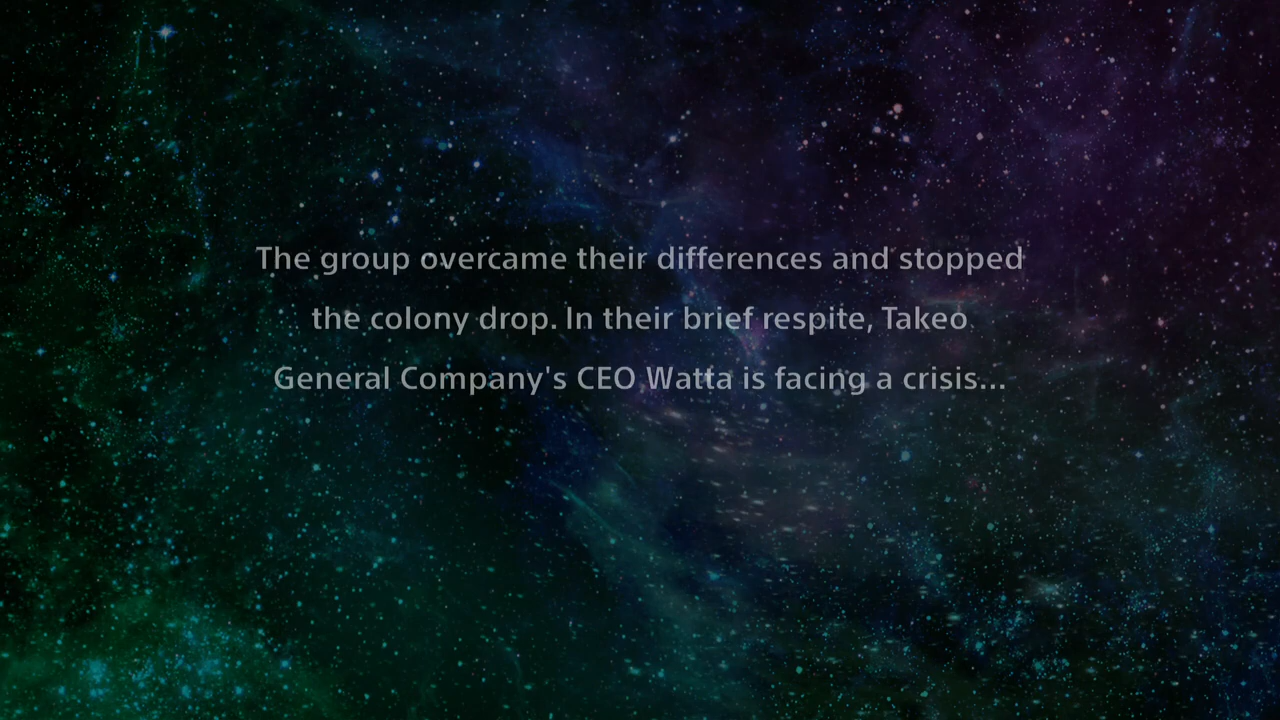 The group overcame their differences and stopped
the colony drop. In their brief respite, Takeo
General Company's CEO Watta is facing a crisis...